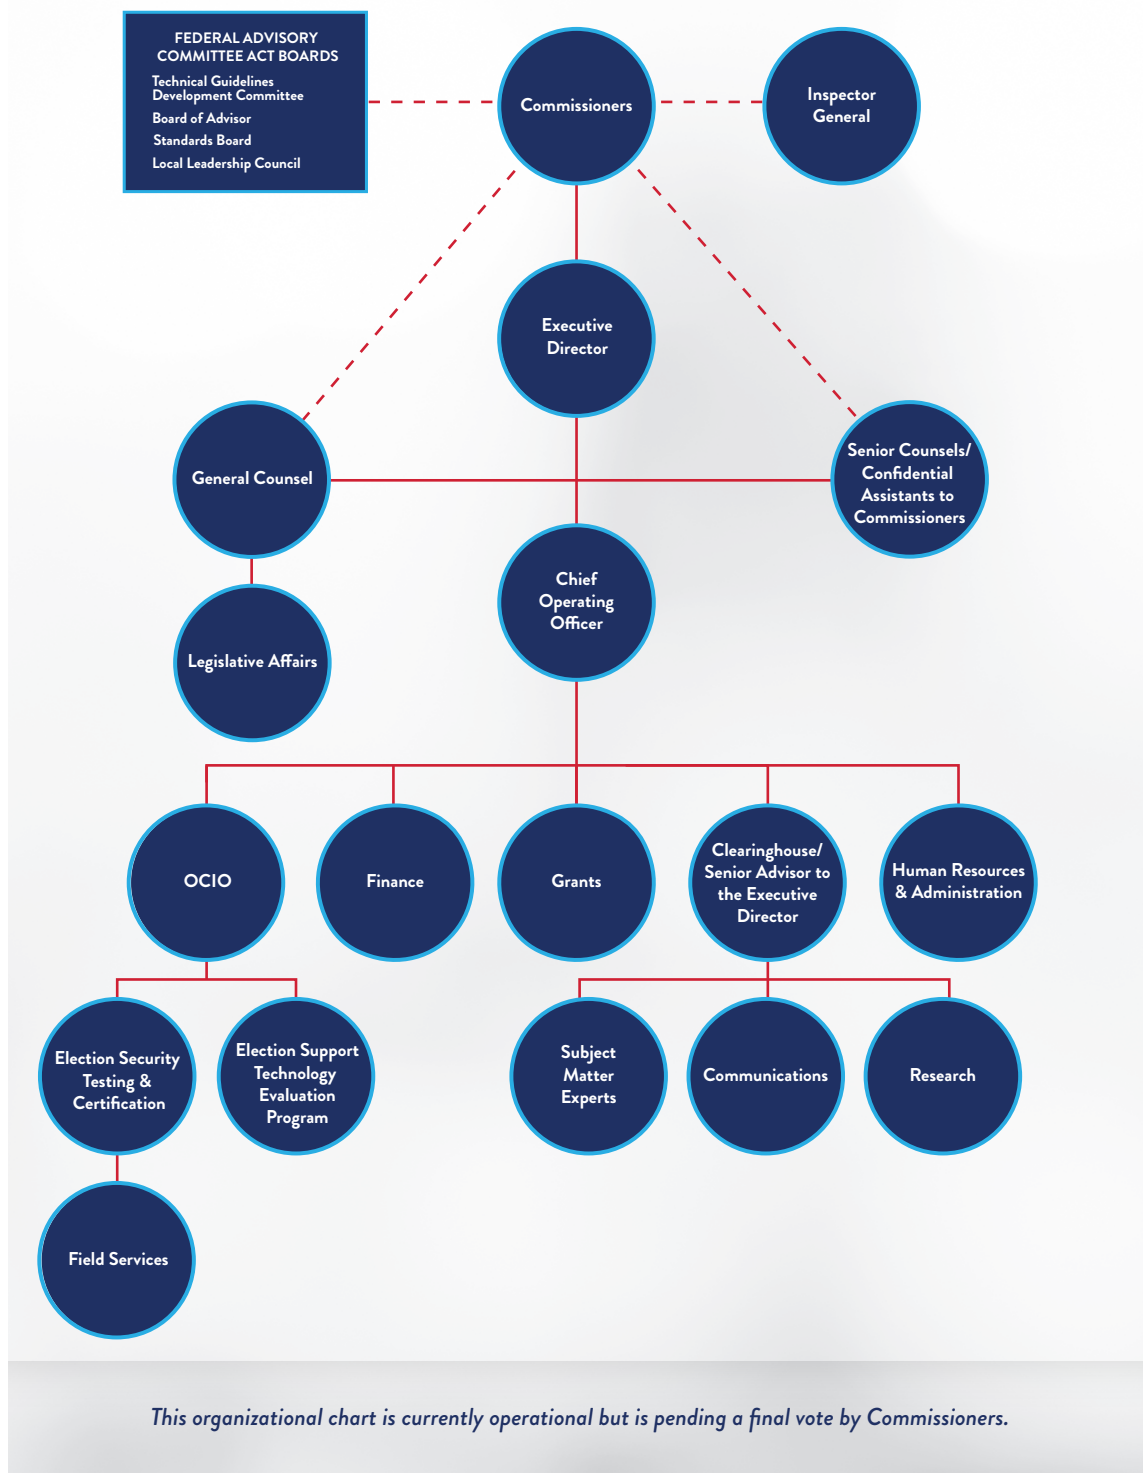 FEDERAL ADVISORY
COMMITTEE ACT BOARDS
Technical Guidelines
Development Committee
Board of Advisor
Standards Board
Local Leadership Council
Commissioners
Inspector
General
Executive
Director
General Counsel
Senior Counsels/
Confidential
Assistants to
Commissioners
Chief
Operating
Officer
Legislative Affairs
OCIO
Finance
Grants
Clearinghouse/
Senior Advisor to
the Executive
Director
Human Resources
& Administration
Election Security
Testing &
Certification
Election Support
Technology
Evaluation
Program
Subject
Matter
Experts
Communications
Research
Field Services
This organizational chart is currently operational but is pending a final vote by Commissioners.